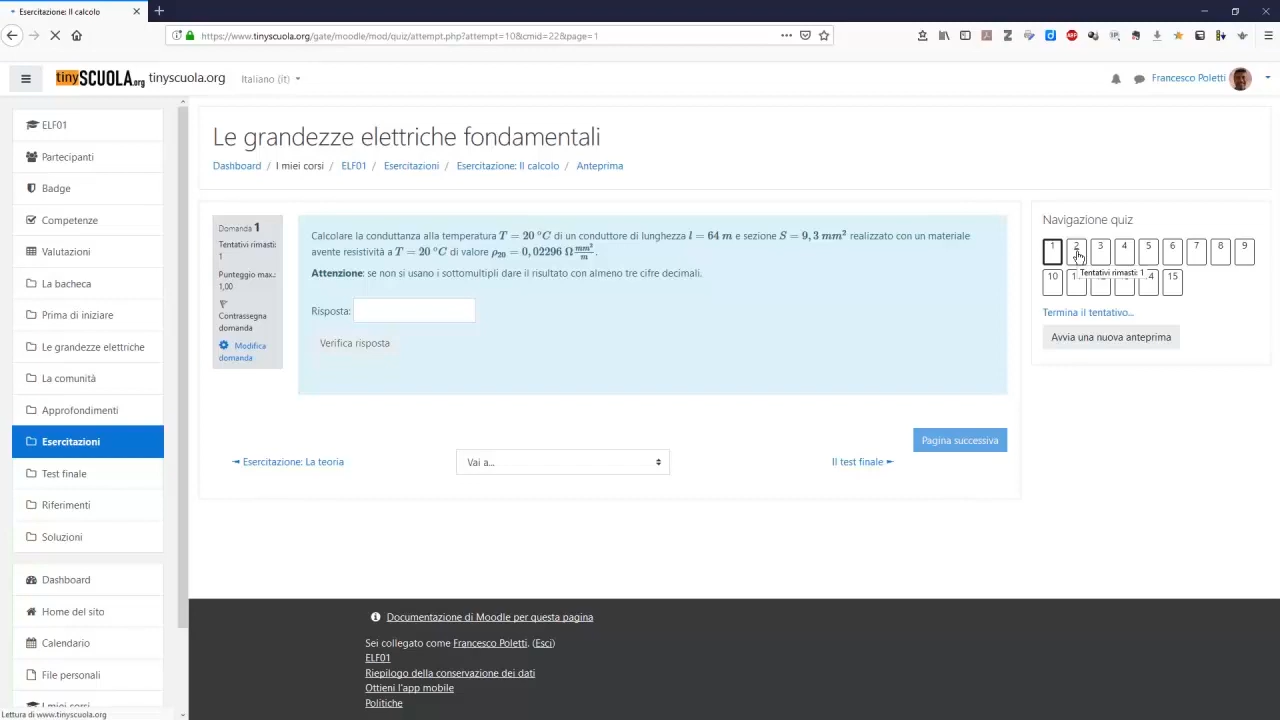 Esercitazione: Il calcolo
https://www.tinyscuola.org/gate/moodle/mod/quiz/attempt.php?attempt=10&cmid=22&page=1
tinySCUOLA.org tinyscuola.org
Italiano (it)
Francesco Poletti
ELF01
Partecipanti
Badge
Competenze
Valutazioni
La bacheca
Prima di iniziare
Le grandezze elettriche
La comunità
Approfondimenti
Esercitazioni
Test finale
Riferimenti
Soluzioni
Dashboard
Home del sito
Calendario
File personali
I miei corsi
Lettura di www.tinyscuola.org
Le grandezze elettriche fondamentali
Dashboard / I miei corsi / ELF01 / Esercitazioni / Esercitazione: Il calcolo / Anteprima
Domanda 1
Tentativi rimasti:
1
Punteggio max.:
1,00
Contrassegna
domanda
Modifica
domanda
Calcolare la conduttanza alla temperatura T = 20 °C di un conduttore di lunghezza l = 64 m e sezione S = 9,3 mm² realizzato con un materiale
avente resistività a T = 20 °C di valore ρ₂₀ = 0,02296 Ω mm²/m.
Attenzione: se non si usano i sottomultipli dare il risultato con almeno tre cifre decimali.
Risposta:
Verifica risposta
Pagina successiva
◄ Esercitazione: La teoria
Vai a...
Il test finale ►
Navigazione quiz
1 2 3 4 5 6 7 8 9
Tentativi rimasti: 1
10 15
Termina il tentativo...
Avvia una nuova anteprima
Documentazione di Moodle per questa pagina
Sei collegato come Francesco Poletti. (Esci)
ELF01
Riepilogo della conservazione dei dati
Ottieni l'app mobile
Politiche